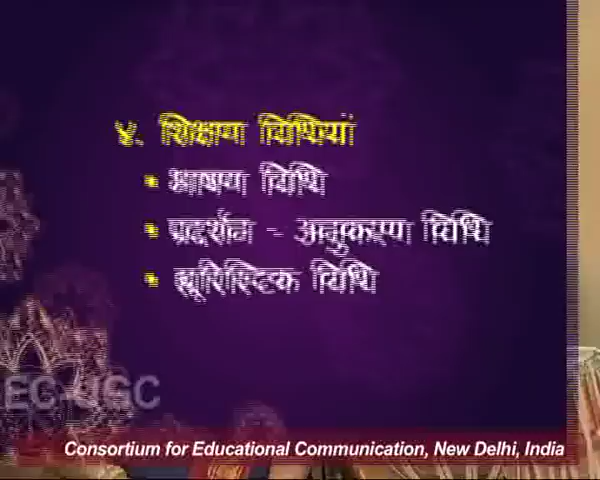 ४. शिक्षण विधियां
भाषण विधि
प्रदर्शन - अनुकरण विधि
ह्यूरिस्टिक विधि
EC-UGC
Consortium for Educational Communication, New Delhi, India